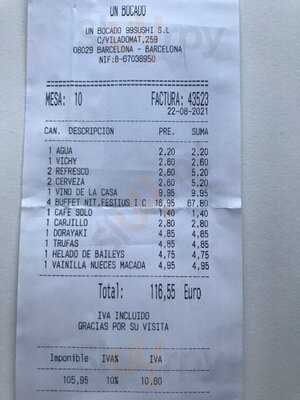 UN BOCADO
UN BOCADO 99SUSHI S.L
C/VILADOMAT,259
08029 BARCELONA - BARCELONA
NIF:B-67038950
MESA: 10 FACTURA: 43523
22-08-2021
CAN. DESCRIPCION PRE. SUMA
1 AGUA 2,20 2,20
1 VICHY 2,60 2,60
2 REFRESCO 2,60 5,20
2 CERVEZA 2,60 5,20
1 VINO DE LA CASA 9,95 9,95
4 BUFFET NIT,FESTIUS I C 16,95 67,80
1 CAFE SOLO 1,40 1,40
1 CARJILLO 2,80 2,80
1 DORAYAKI 4,85 4,85
1 TRUFAS 4,85 4,85
1 HELADO DE BAILEYS 4,75 4,75
1 VAINILLA NUECES MACADA 4,95 4,95
Total: 116,55 Euro
IVA INCLUIDO
GRACIAS POR SU VISITA
Imponible IVA% IVA
105,95 10% 10,60